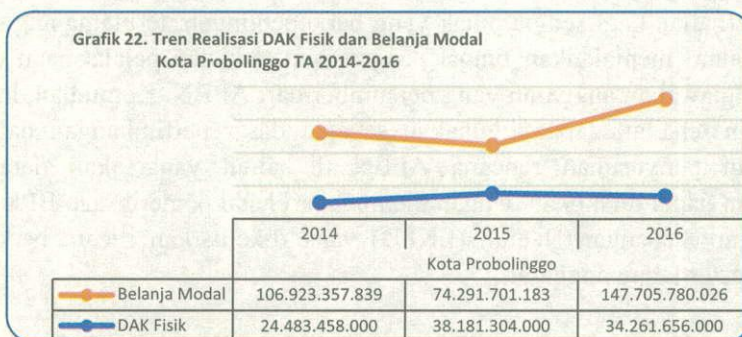 Grafik 22. Tren Realisasi DAK Fisik dan Belanja Modal
Kota Probolinggo TA 2014-2016
2014 2015 2016
Kota Probolinggo
Belanja Modal 106.923.357.839 74.291.701.183 147.705.780.026
DAK Fisik 24.483.458.000 38.181.304.000 34.261.656.000